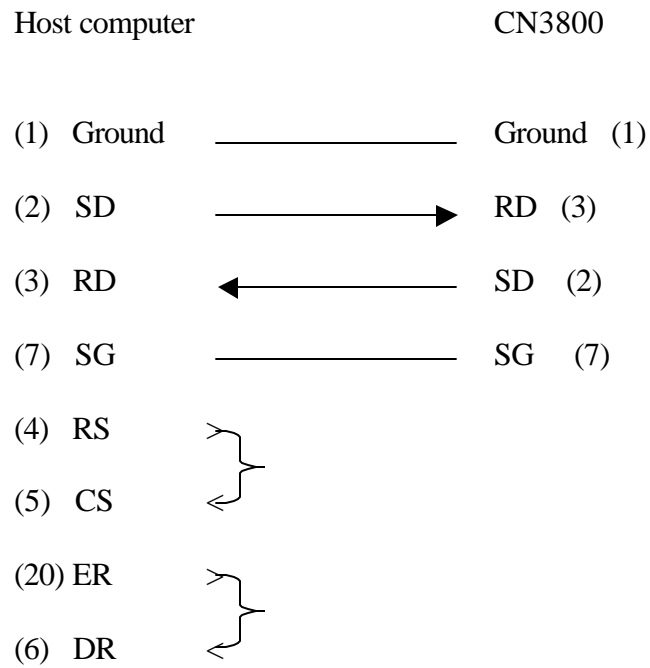 Host computer CN3800
(1) Ground Ground (1)
(2) SD RD (3)
(3) RD SD (2)
(7) SG SG (7)
(4) RS
(5) CS
(20) ER
(6) DR